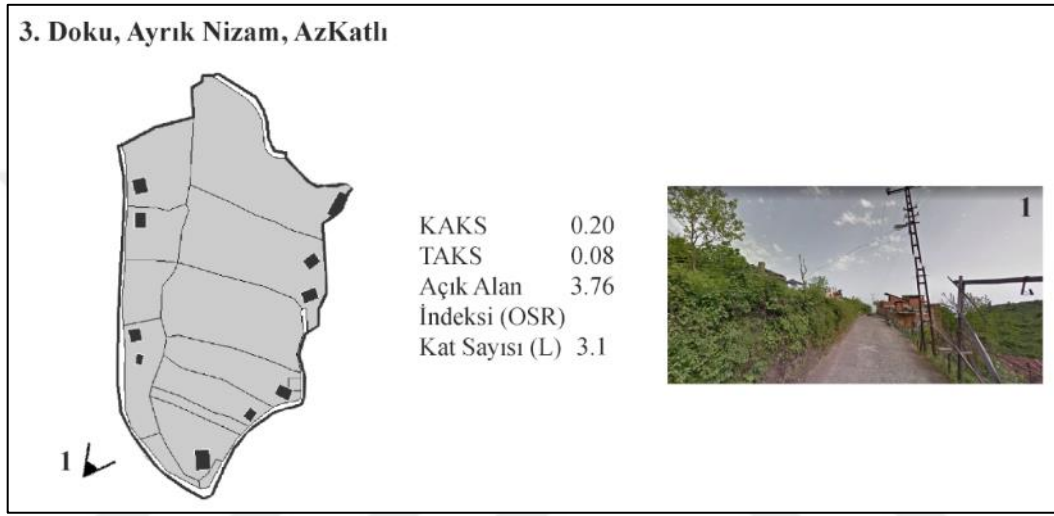 3. Doku, Ayrık Nizam, AzKatlı
KAKS 0.20
TAKS 0.08
Açık Alan 3.76
İndeksi (OSR)
Kat Sayısı (L) 3.1
1
1